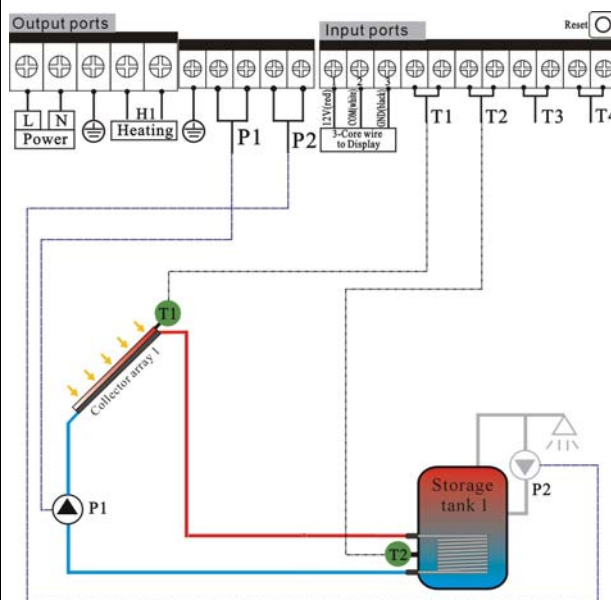 Output ports
Input ports
Reset
L
N
Power
H1
Heating
P1
P2
12V(red)
COM(white)
GND(black)
3-Core wire
to Display
T1
T2
T3
T4
T1
Collector array 1
P1
Storage
tank 1
P2
T2